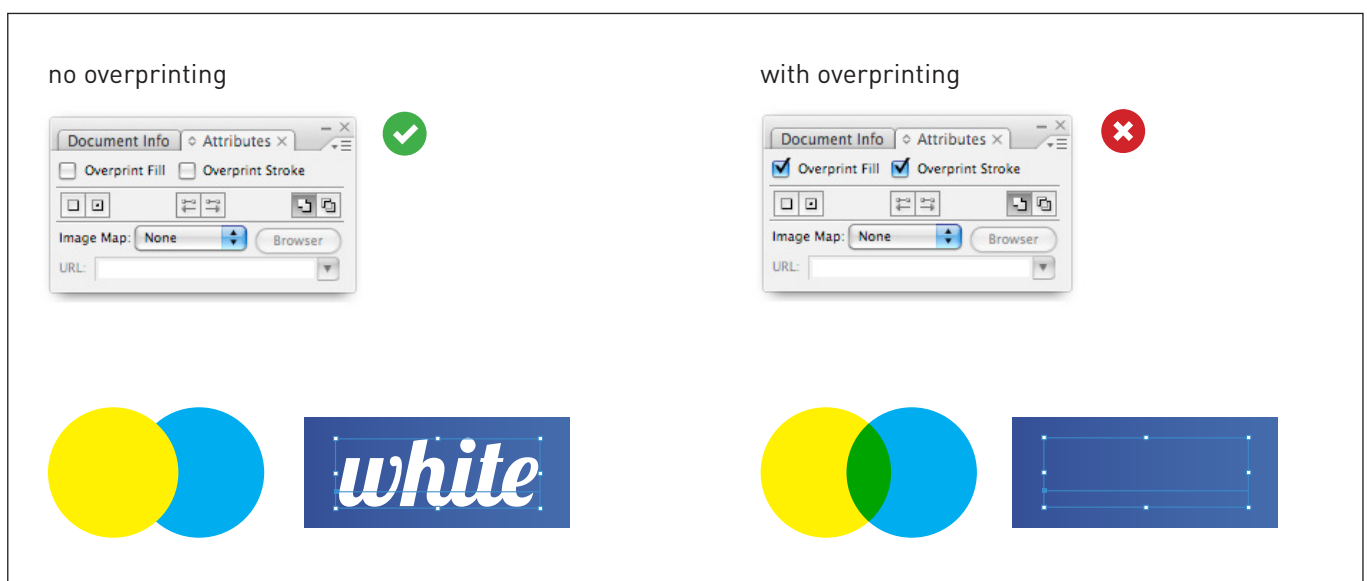 no overprinting
Document Info Attributes
Overprint Fill Overprint Stroke
Image Map: None Browser
URL:
white
with overprinting
Document Info Attributes
Overprint Fill Overprint Stroke
Image Map: None Browser
URL: